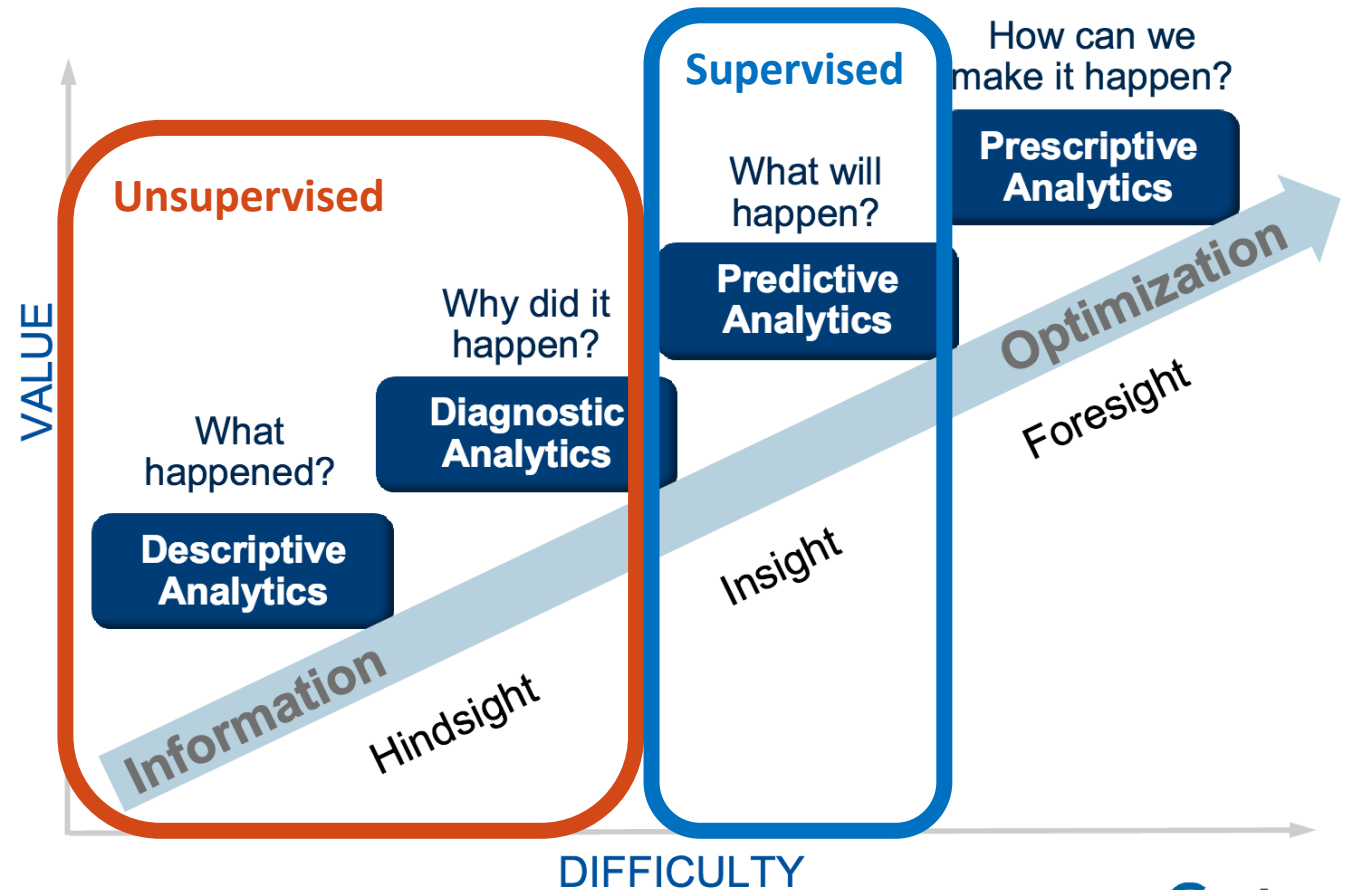 How can we
make it happen?
Prescriptive
Analytics
Supervised
What will
happen?
Predictive
Analytics
Unsupervised
Why did it
happen?
Diagnostic
Analytics
What
happened?
Descriptive
Analytics
Information
Optimization
Hindsight
Insight
Foresight
VALUE
DIFFICULTY